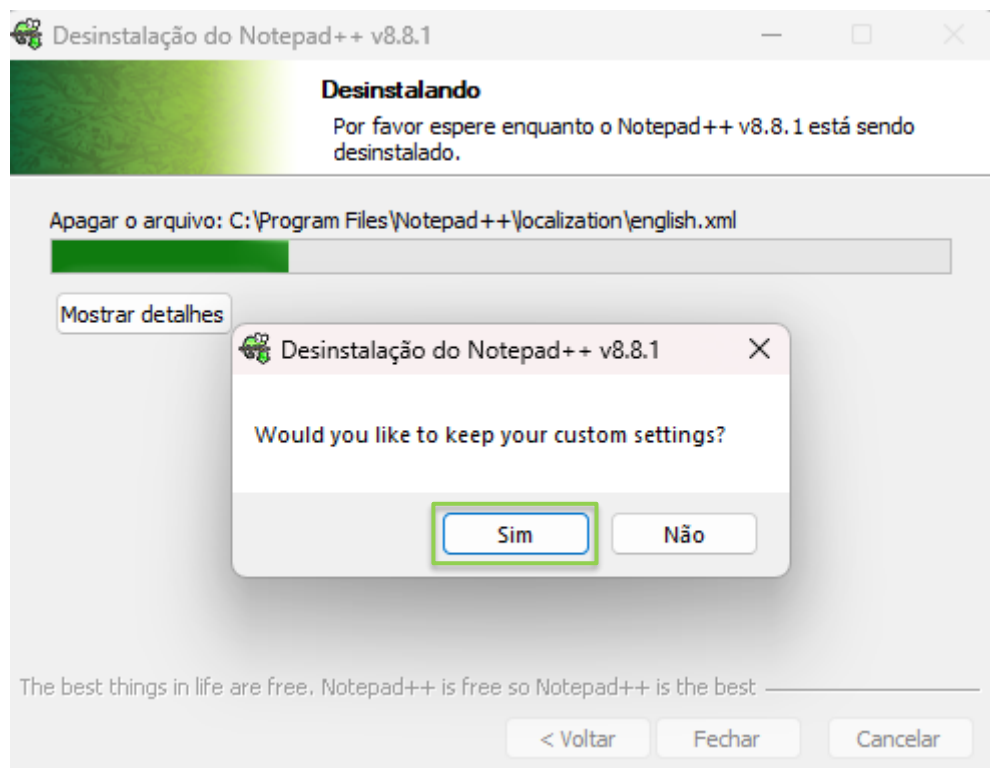 Desinstalação do Notepad++ v8.8.1
Desinstalando
Por favor espere enquanto o Notepad++ v8.8.1 está sendo
desinstalado.
Apagar o arquivo: C:\Program Files\Notepad++\localization\english.xml
Mostrar detalhes
Desinstalação do Notepad++ v8.8.1
Would you like to keep your custom settings?
Sim Não
The best things in life are free. Notepad++ is free so Notepad++ is the best
< Voltar Fechar Cancelar